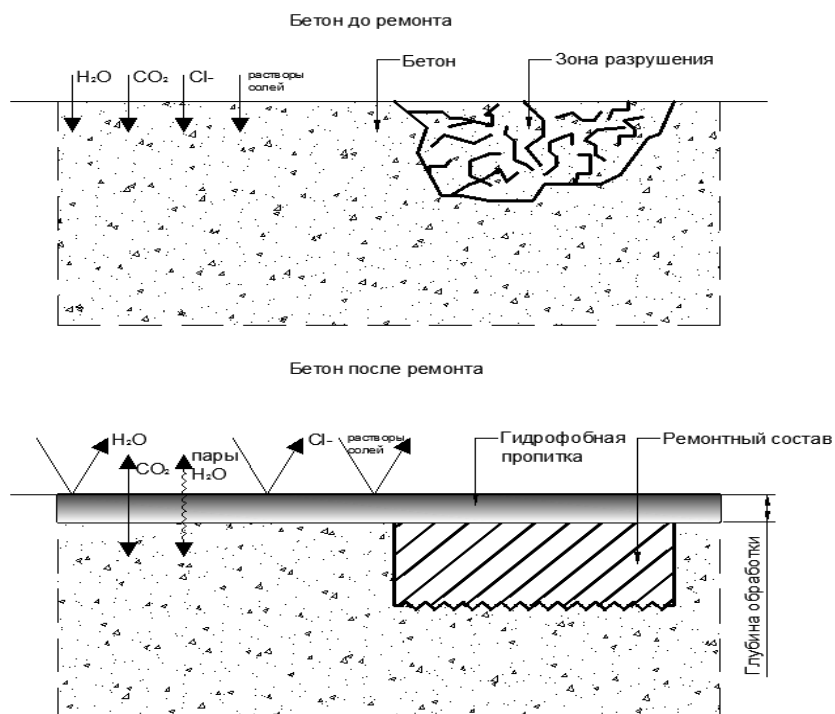 Бетон до ремонта
H₂O CO₂ Cl- растворы
солей
Бетон
Зона разрушения
Бетон после ремонта
H₂O
CO₂
пары
H₂O
Cl-
растворы
солей
Гидрофобная
пропитка
Ремонтный состав
Глубина обработки